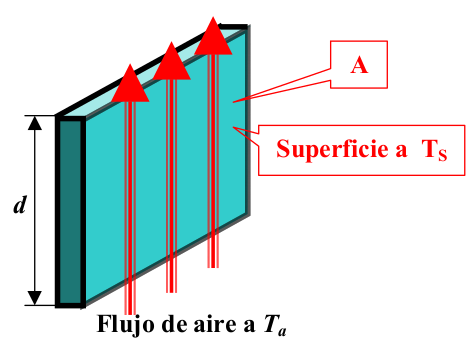 A
Superficie a TS
d
Flujo de aire a Ta